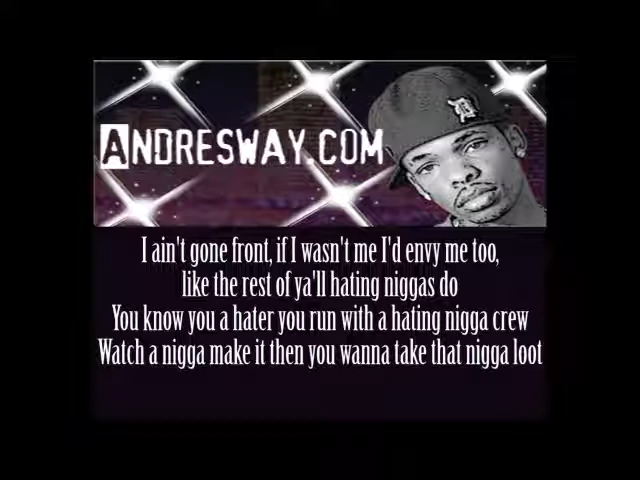 ANDRESWAY.COM
D
I ain't gone front, if I wasn't me I'd envy me too,
like the rest of ya'll hating niggas do
You know you a hater you run with a hating nigga crew
Watch a nigga make it then you wanna take that nigga loot